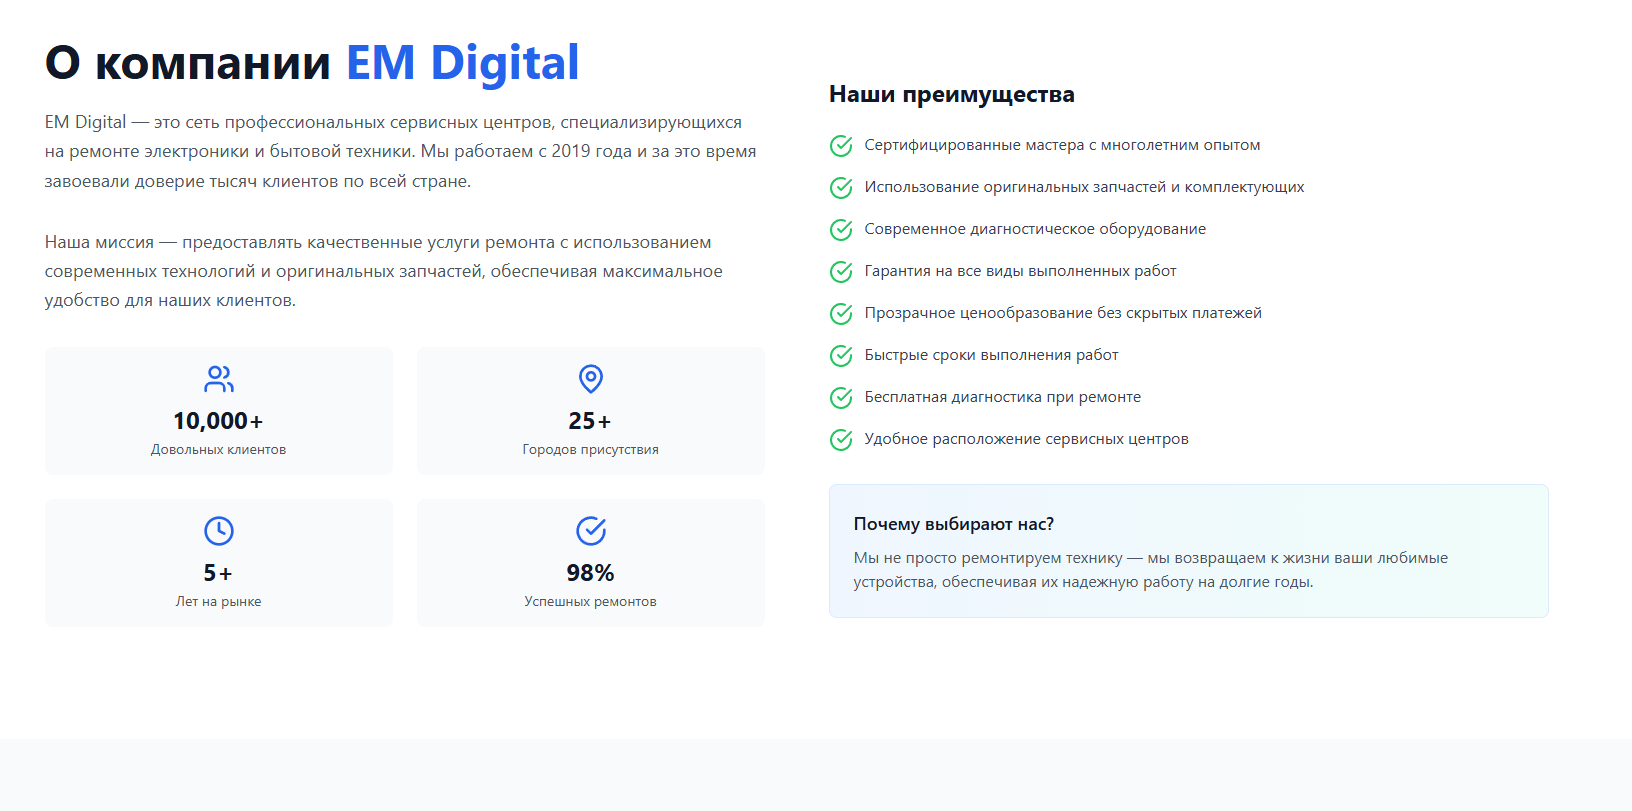 О компании EM Digital
EM Digital — это сеть профессиональных сервисных центров, специализирующихся
на ремонте электроники и бытовой техники. Мы работаем с 2019 года и за это время
завоевали доверие тысяч клиентов по всей стране.
Наша миссия — предоставлять качественные услуги ремонта с использованием
современных технологий и оригинальных запчастей, обеспечивая максимальное
удобство для наших клиентов.
10,000+
Довольных клиентов
25+
Городов присутствия
5+
Лет на рынке
98%
Успешных ремонтов
Наши преимущества
Сертифицированные мастера с многолетним опытом
Использование оригинальных запчастей и комплектующих
Современное диагностическое оборудование
Гарантия на все виды выполненных работ
Прозрачное ценообразование без скрытых платежей
Быстрые сроки выполнения работ
Бесплатная диагностика при ремонте
Удобное расположение сервисных центров
Почему выбирают нас?
Мы не просто ремонтируем технику — мы возвращаем к жизни ваши любимые
устройства, обеспечивая их надежную работу на долгие годы.